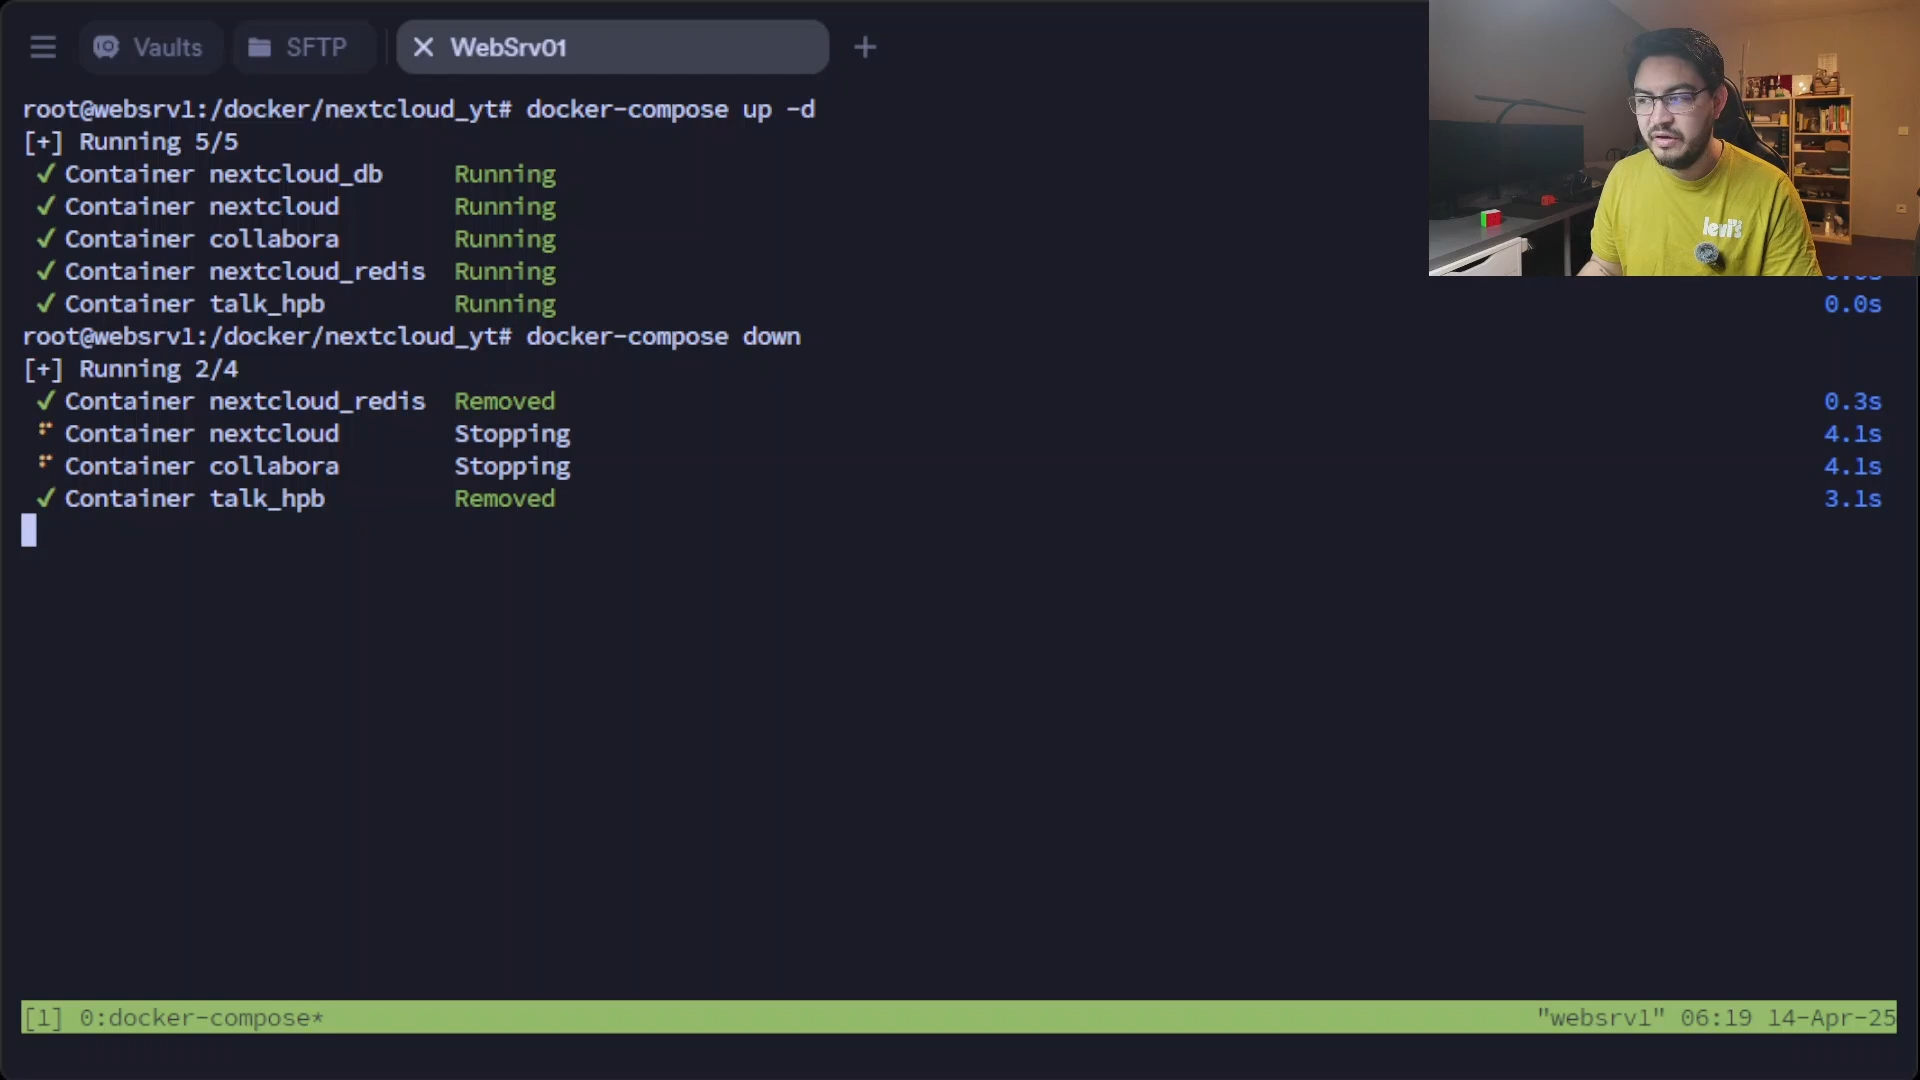 Vaults SFTP WebSrv01
root@websrv1:/docker/nextcloud_yt# docker-compose up -d
[+] Running 5/5
✓ Container nextcloud_db Running
✓ Container nextcloud Running
✓ Container collabora Running
✓ Container nextcloud_redis Running
✓ Container talk_hpb Running 0.0s
root@websrv1:/docker/nextcloud_yt# docker-compose down
[+] Running 2/4
✓ Container nextcloud_redis Removed 0.3s
Container nextcloud Stopping 4.1s
Container collabora Stopping 4.1s
✓ Container talk_hpb Removed 3.1s
levi's
[1] 0:docker-compose* "websrv1" 06:19 14-Apr-25